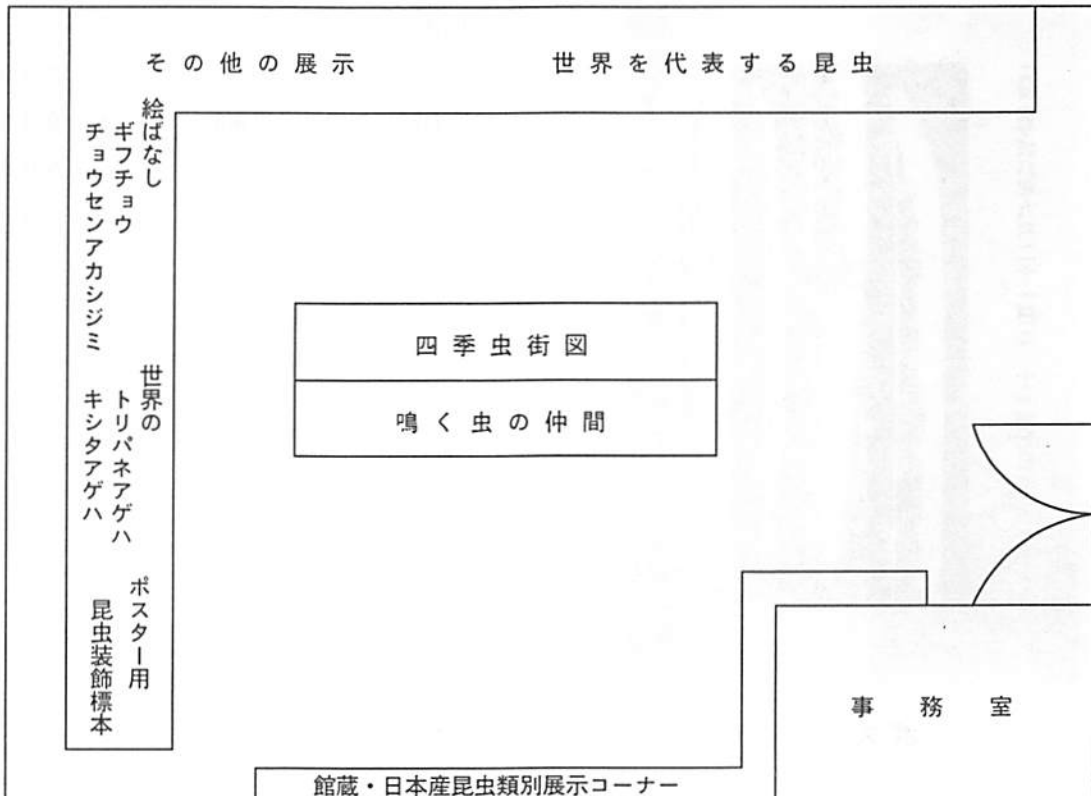 その他の展示
世界を代表する昆虫
絵ばなし
ギフチョウ
チョウセンアカシジミ
世界の
トリバネアゲハ
キシタアゲハ
ポスター用
昆虫装飾標本
四季虫街図
鳴く虫の仲間
事務室
館蔵・日本産昆虫類別展示コーナー